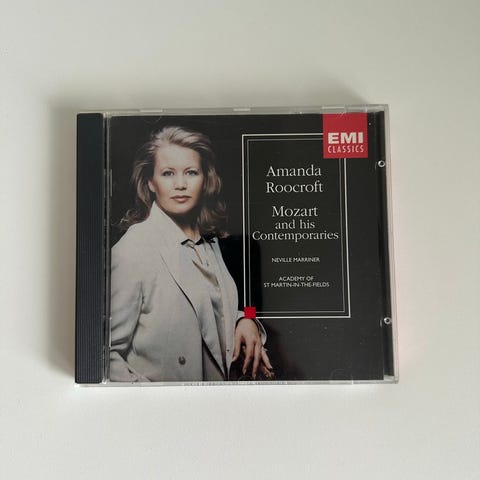 EMI
CLASSICS
Amanda
Roocroft
Mozart
and his
Contemporaries
NEVILLE MARRINER
ACADEMY OF
ST MARTIN-IN-THE-FIELDS